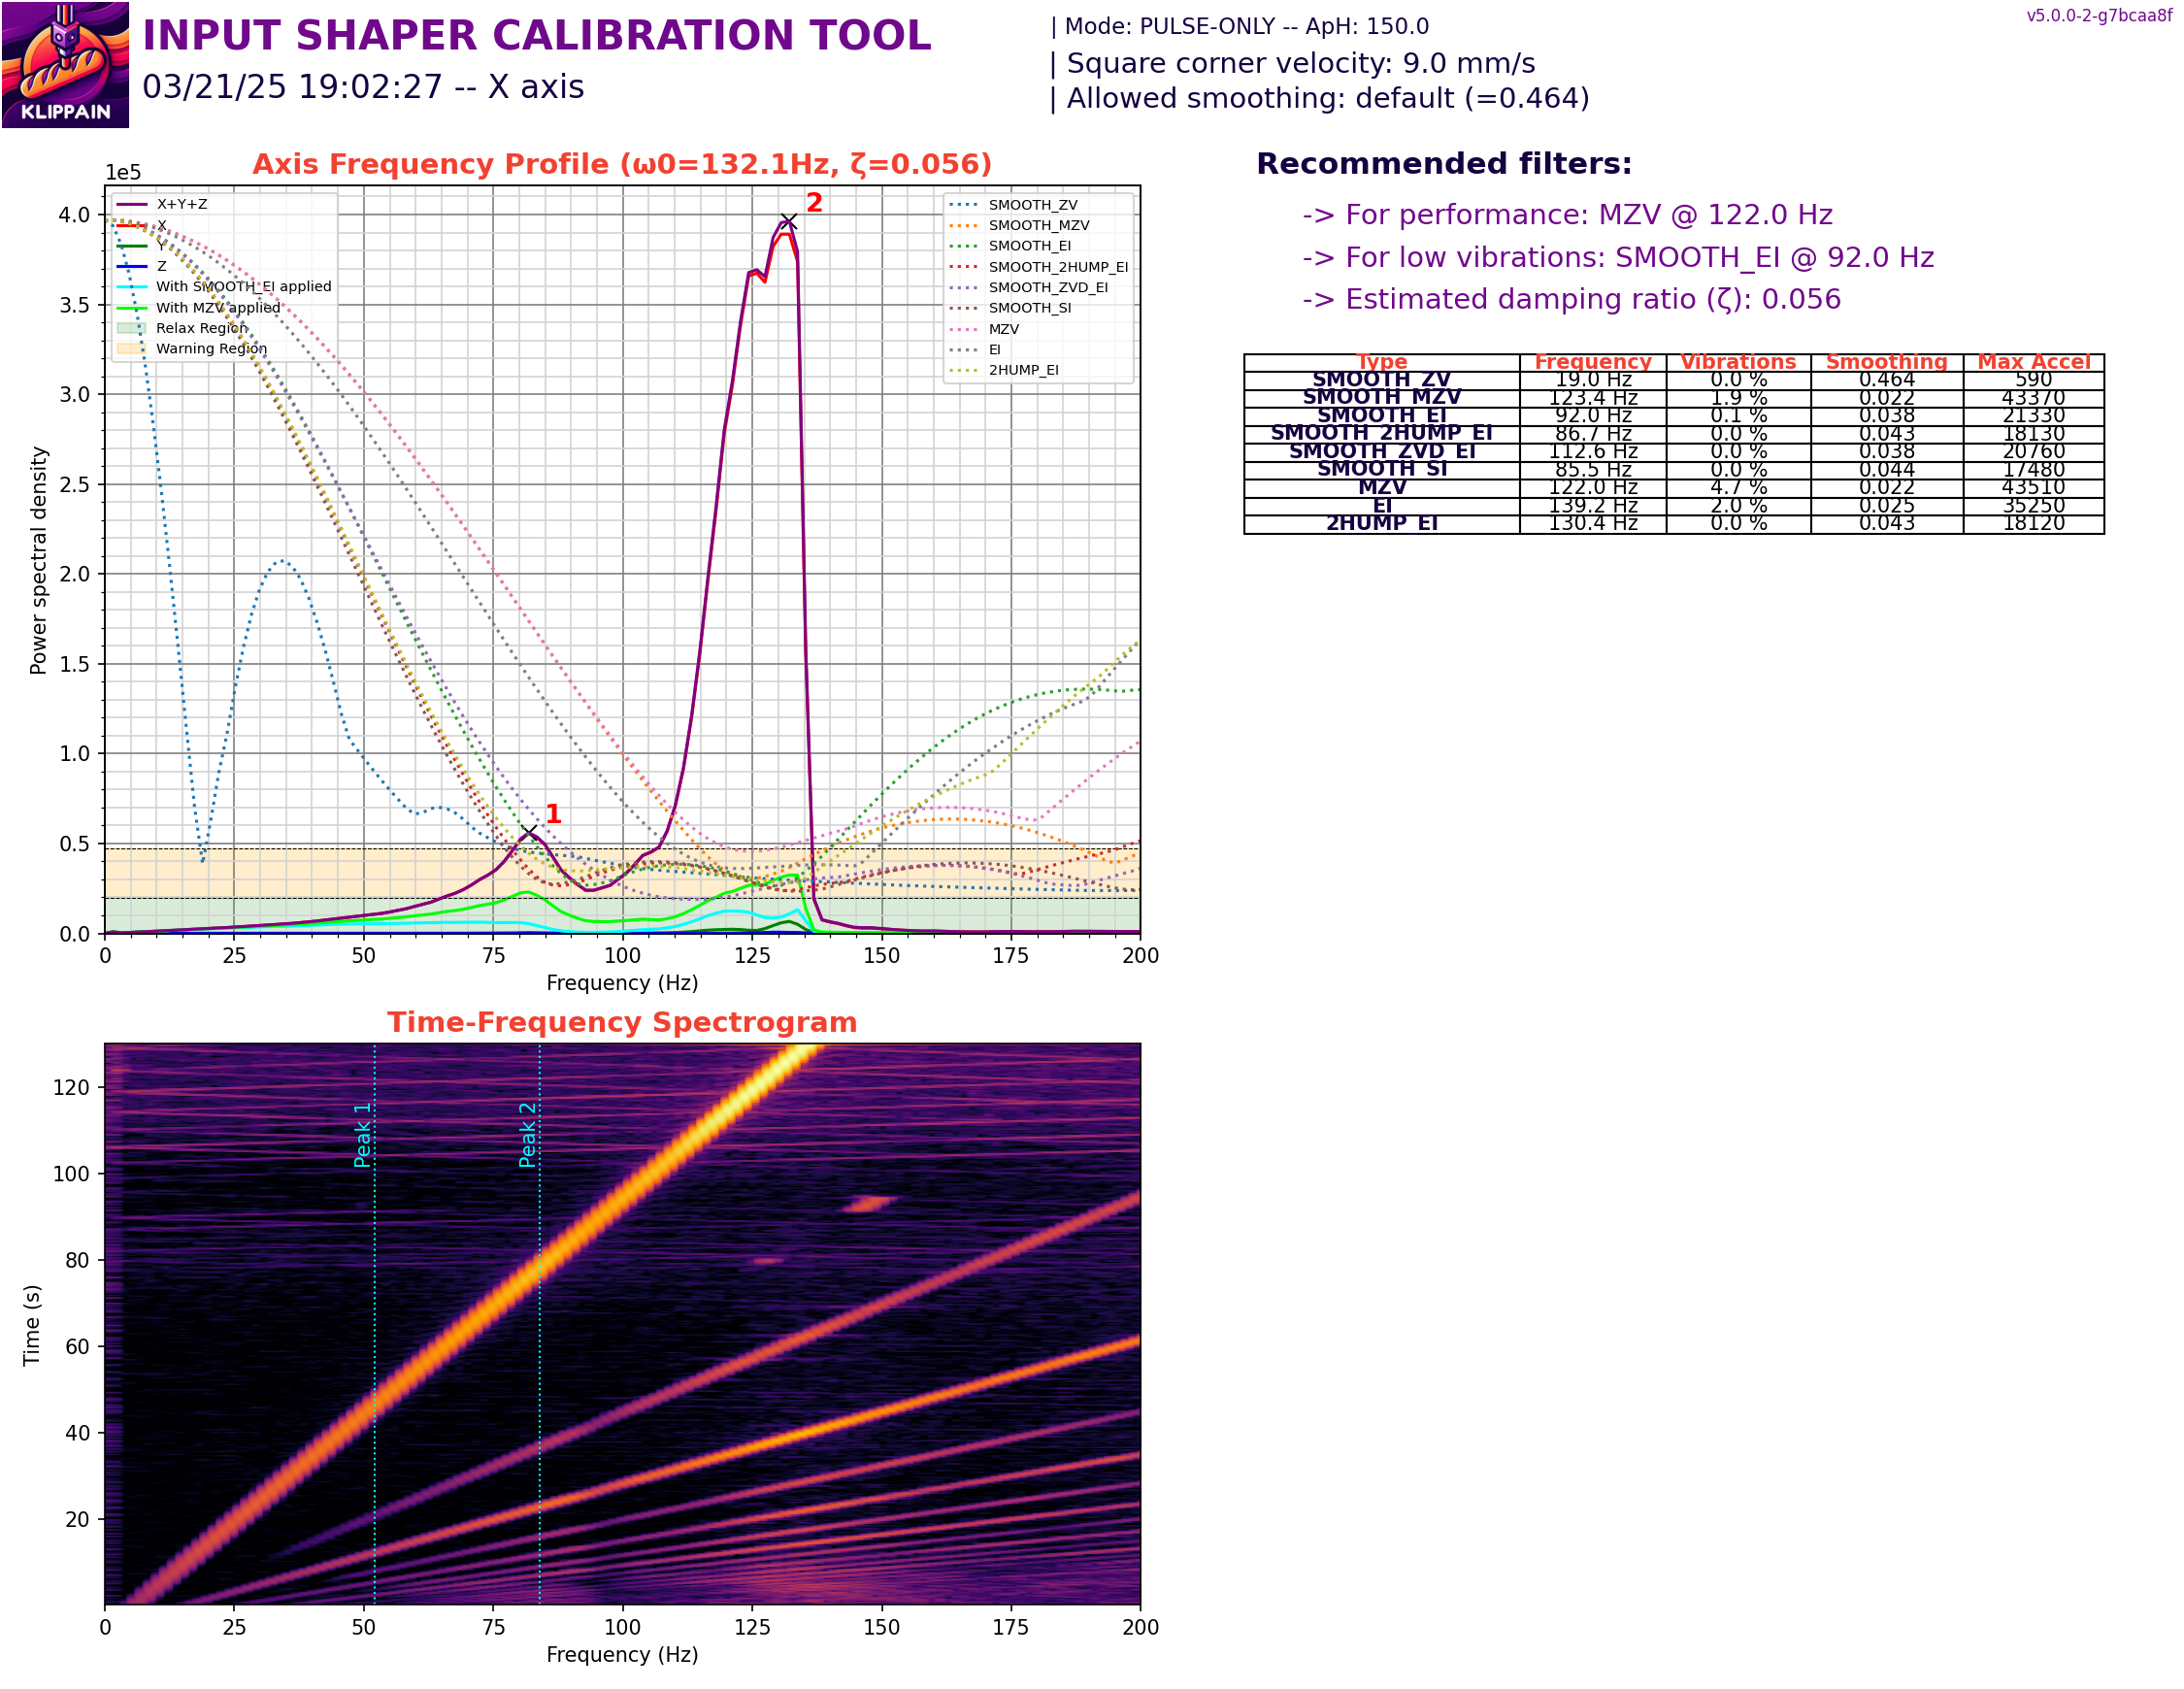 KLIPPAIN
INPUT SHAPER CALIBRATION TOOL
03/21/25 19:02:27 -- X axis
| Mode: PULSE-ONLY -- ApH: 150.0
| Square corner velocity: 9.0 mm/s
| Allowed smoothing: default (=0.464)
v5.0.0-2-g7bcaa8f
Axis Frequency Profile (ω0=132.1Hz, ζ=0.056)
1e5
X+Y+Z
X
Y
Z
With SMOOTH_EI applied
With MZV applied
Relax Region
Warning Region
SMOOTH_ZV
SMOOTH_MZV
SMOOTH_EI
SMOOTH_2HUMP_EI
SMOOTH_ZVD_EI
SMOOTH_SI
MZV
EI
2HUMP_EI
2
1
4.0
3.5
3.0
2.5
2.0
1.5
1.0
0.5
0.0
Power spectral density
0 25 50 75 100 125 150 175 200
Frequency (Hz)
Recommended filters:
-> For performance: MZV @ 122.0 Hz
-> For low vibrations: SMOOTH_EI @ 92.0 Hz
-> Estimated damping ratio (ζ): 0.056
Type Frequency Vibrations Smoothing Max Accel
SMOOTH_ZV 19.0 Hz 0.0 % 0.464 590
SMOOTH_MZV 123.4 Hz 1.9 % 0.022 43370
SMOOTH_EI 92.0 Hz 0.1 % 0.038 21330
SMOOTH_2HUMP_EI 86.7 Hz 0.0 % 0.043 18130
SMOOTH_ZVD_EI 112.6 Hz 0.0 % 0.038 20760
SMOOTH_SI 85.5 Hz 0.0 % 0.044 17480
MZV 122.0 Hz 4.7 % 0.022 43510
EI 139.2 Hz 2.0 % 0.025 35250
2HUMP_EI 130.4 Hz 0.0 % 0.043 18120
Time-Frequency Spectrogram
Peak 1
Peak 2
120
100
80
60
40
20
Time (s)
0 25 50 75 100 125 150 175 200
Frequency (Hz)